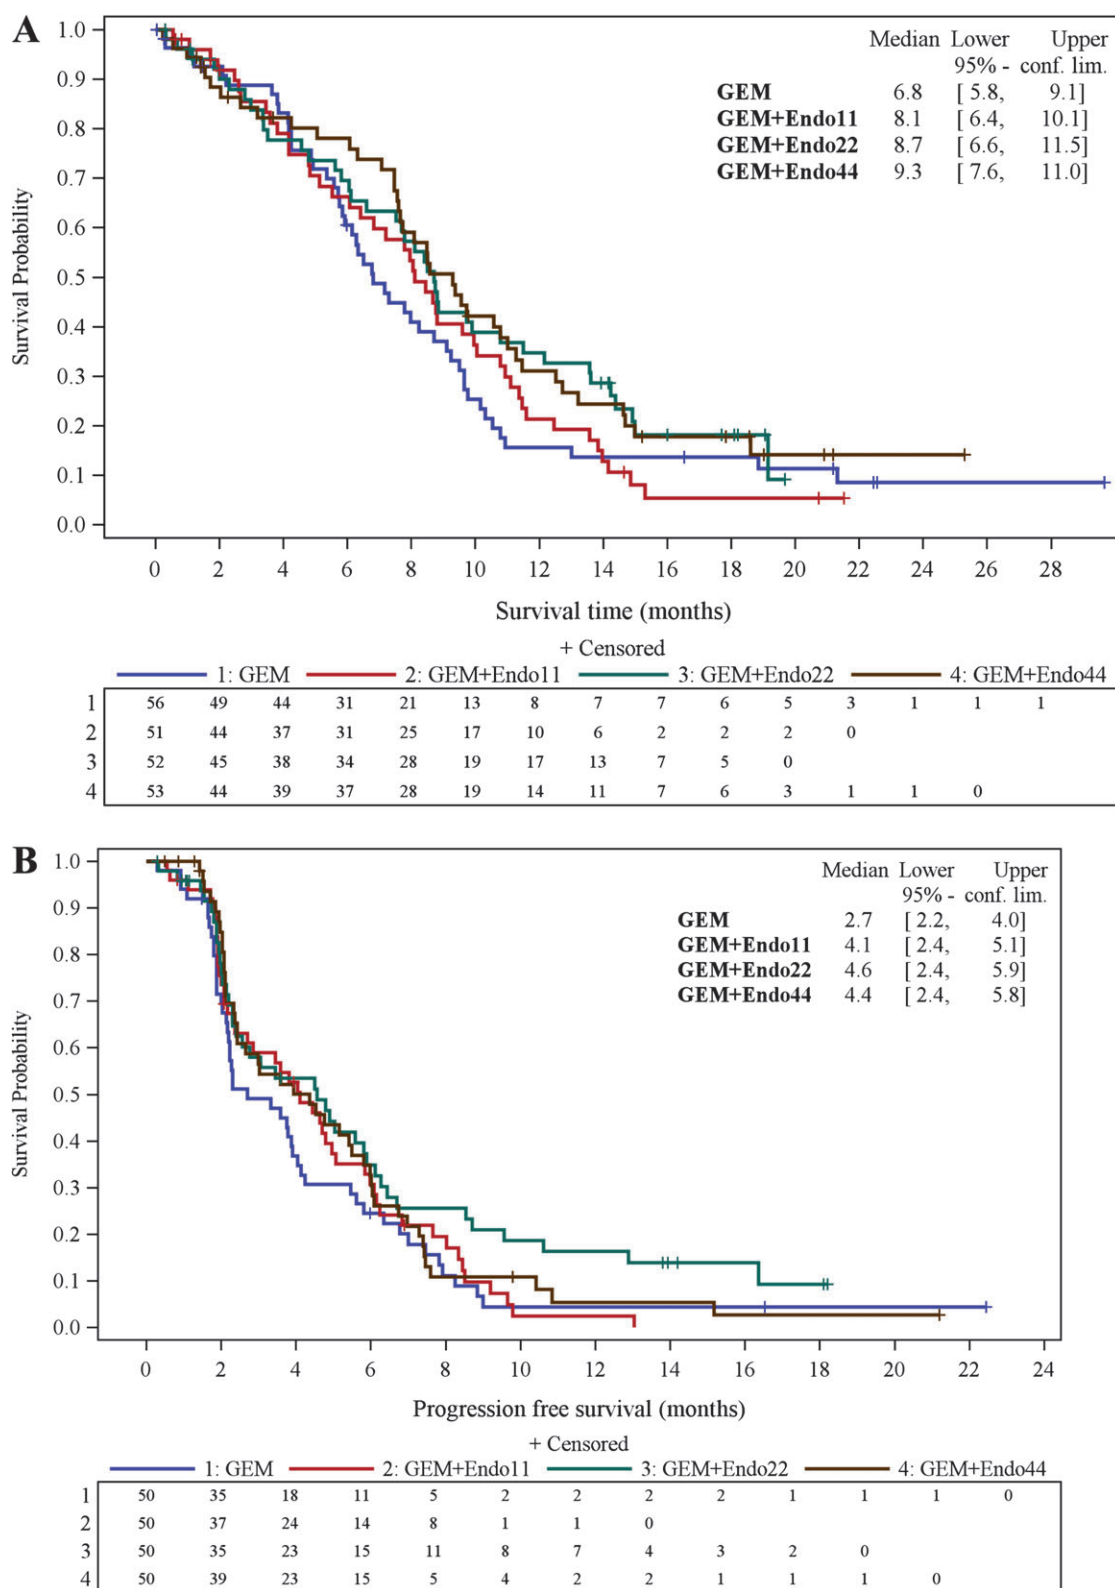 A
Median Lower Upper
95% - conf. lim.
GEM 6.8 [ 5.8, 9.1]
GEM+Endo11 8.1 [ 6.4, 10.1]
GEM+Endo22 8.7 [ 6.6, 11.5]
GEM+Endo44 9.3 [ 7.6, 11.0]
Survival Probability
1.0
0.9
0.8
0.7
0.6
0.5
0.4
0.3
0.2
0.1
0.0
0 2 4 6 8 10 12 14 16 18 20 22 24 26 28
Survival time (months)
+ Censored
1: GEM 2: GEM+Endo11 3: GEM+Endo22 4: GEM+Endo44
1 56 49 44 31 21 13 8 7 7 6 5 3 1 1 1
2 51 44 37 31 25 17 10 6 2 2 2 0
3 52 45 38 34 28 19 17 13 7 5 0
4 53 44 39 37 28 19 14 11 7 6 3 1 1 0
B
Median Lower Upper
95% - conf. lim.
GEM 2.7 [ 2.2, 4.0]
GEM+Endo11 4.1 [ 2.4, 5.1]
GEM+Endo22 4.6 [ 2.4, 5.9]
GEM+Endo44 4.4 [ 2.4, 5.8]
Survival Probability
1.0
0.9
0.8
0.7
0.6
0.5
0.4
0.3
0.2
0.1
0.0
0 2 4 6 8 10 12 14 16 18 20 22 24
Progression free survival (months)
+ Censored
1: GEM 2: GEM+Endo11 3: GEM+Endo22 4: GEM+Endo44
1 50 35 18 11 5 2 2 2 2 1 1 1 0
2 50 37 24 14 8 1 1 0
3 50 35 23 15 11 8 7 4 3 2 0
4 50 39 23 15 5 4 2 2 1 1 1 0